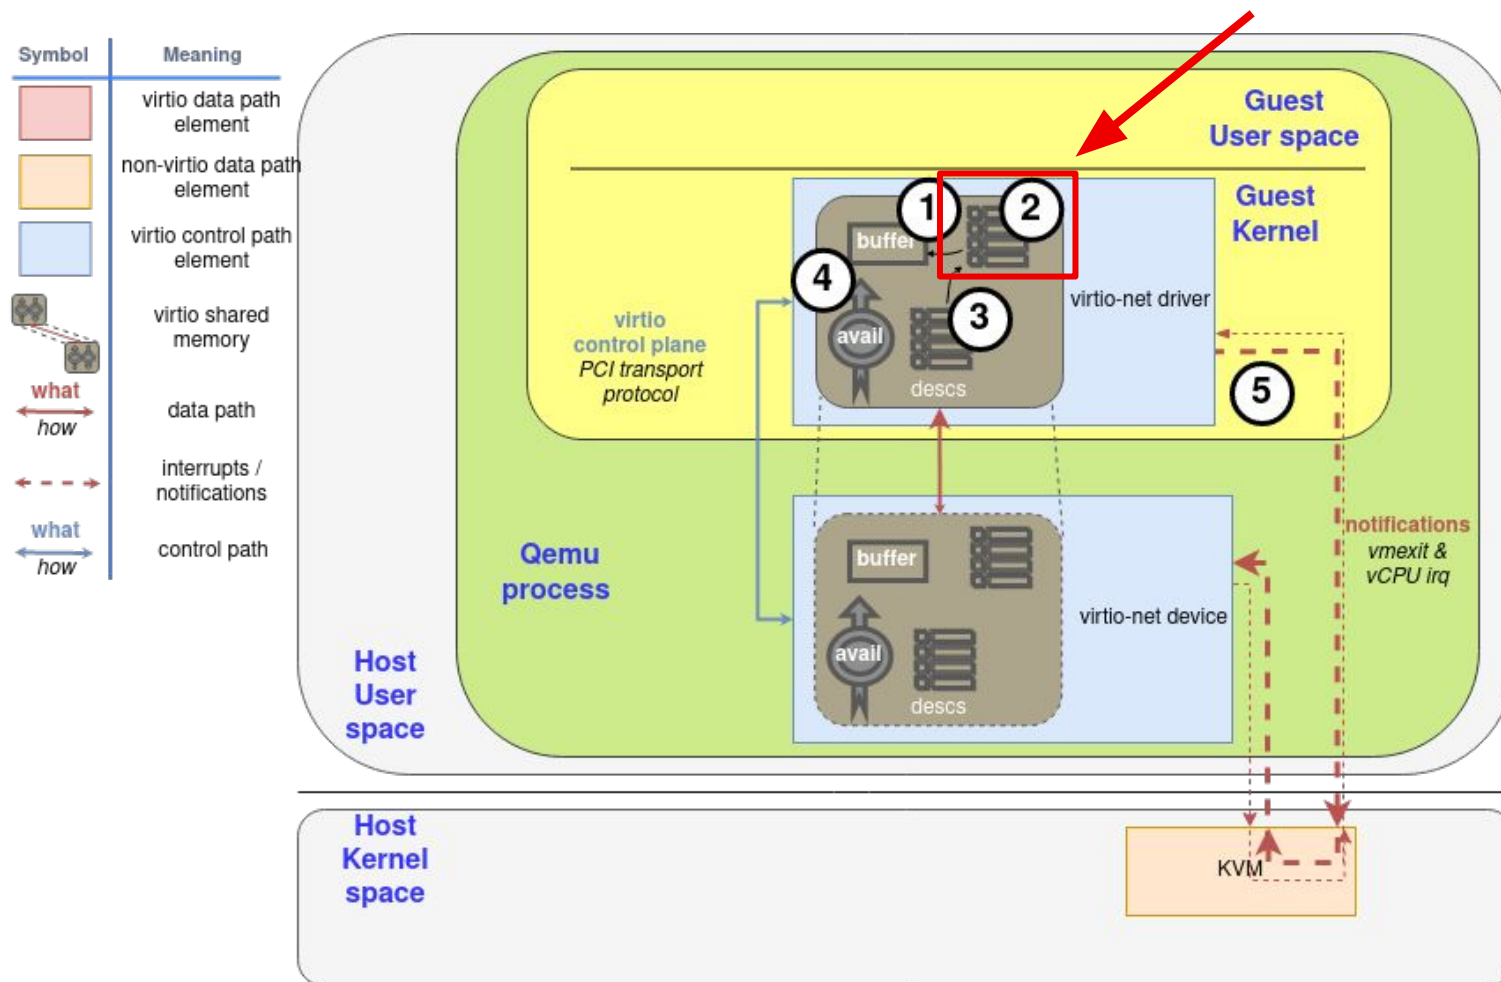 Symbol
Meaning
virtio data path
element
non-virtio data path
element
virtio control path
element
virtio shared
memory
what
how
data path
interrupts /
notifications
what
how
control path
Guest
User space
Guest
Kernel
1
2
buffer
4
3
avail
descs
virtio-net driver
virtio
control plane
PCI transport
protocol
5
Qemu
process
buffer
avail
descs
virtio-net device
notifications
vmexit &
vCPU irq
Host
User
space
Host
Kernel
space
KVM